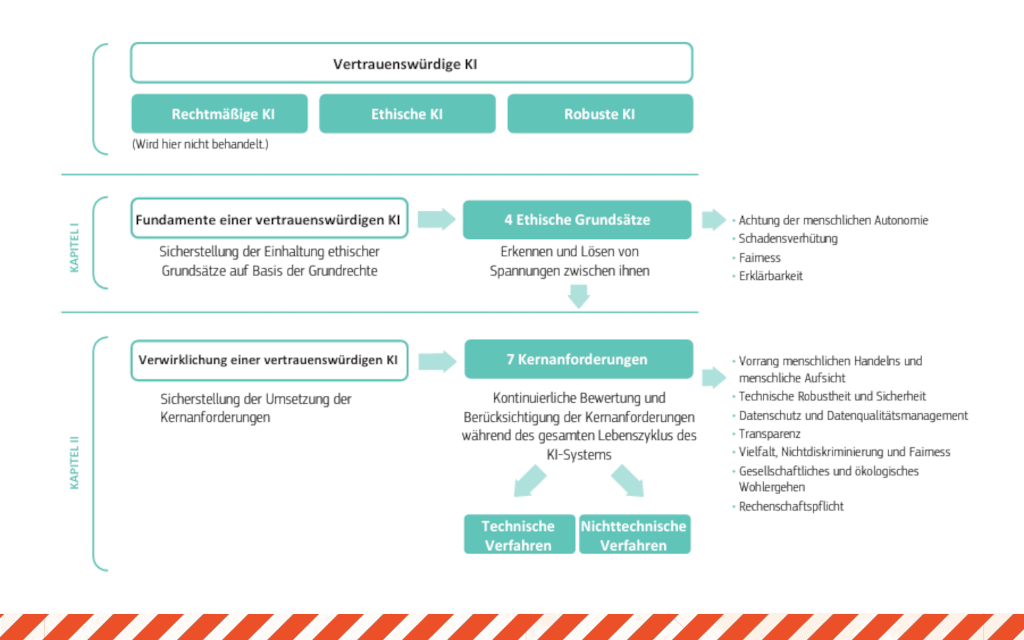 Vertrauenswürdige KI
Rechtmäßige KI
Ethische KI
Robuste KI
(Wird hier nicht behandelt.)
KAPITEL I
Fundamente einer vertrauenswürdigen KI
Sicherstellung der Einhaltung ethischer
Grundsätze auf Basis der Grundrechte
4 Ethische Grundsätze
Erkennen und Lösen von
Spannungen zwischen ihnen
• Achtung der menschlichen Autonomie
• Schadensverhütung
• Fairness
• Erklärbarkeit
KAPITEL II
Verwirklichung einer vertrauenswürdigen KI
Sicherstellung der Umsetzung der
Kernanforderungen
7 Kernanforderungen
Kontinuierliche Bewertung und
Berücksichtigung der Kernanforderungen
während des gesamten Lebenszyklus des
KI-Systems
Technische
Verfahren
Nichttechnische
Verfahren
• Vorrang menschlichen Handelns und
menschliche Aufsicht
• Technische Robustheit und Sicherheit
• Datenschutz und Datenqualitätsmanagement
• Transparenz
• Vielfalt, Nichtdiskriminierung und Fairness
• Gesellschaftliches und ökologisches
Wohlergehen
• Rechenschaftspflicht